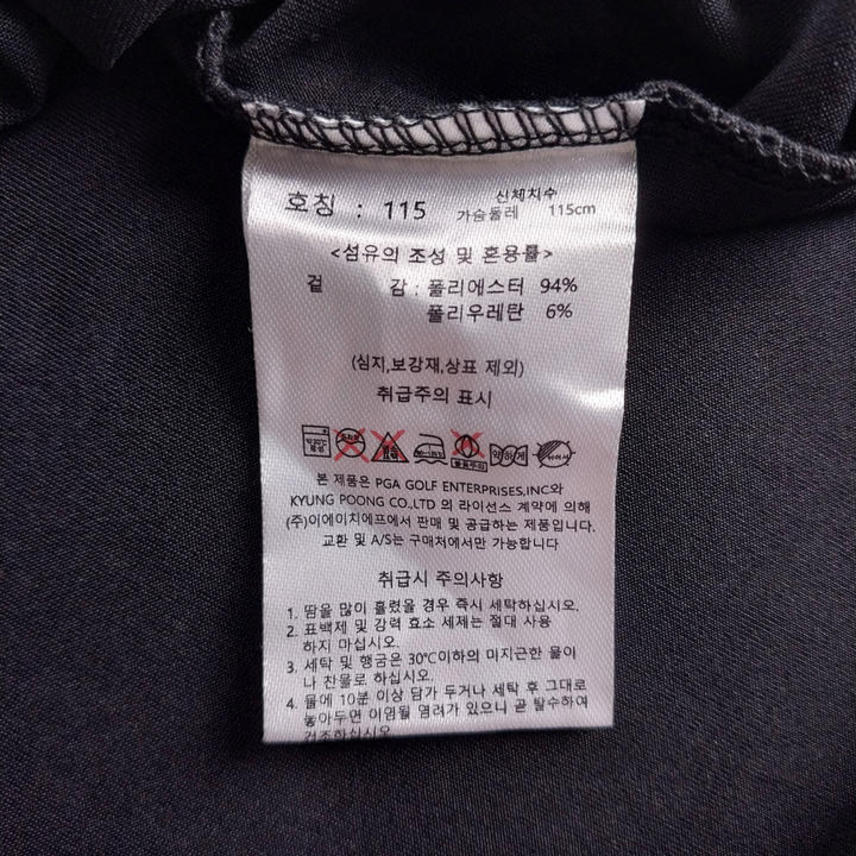 호칭 : 115 신체치수
가슴둘레 115cm
<섬유의 조성 및 혼용률>
겉 감 : 폴리에스터 94%
폴리우레탄 6%
(심지,보강재,상표 제외)
취급주의 표시
약하게
본 제품은 PGA GOLF ENTERPRISES,INC와
KYUNG POONG CO.,LTD 의 라이선스 계약에 의해
(주)이에이치에프에서 판매 및 공급하는 제품입니다.
교환 및 A/S는 구매처에서만 가능합니다
취급시 주의사항
1. 땀을 많이 흘렸을 경우 즉시 세탁하십시오.
2. 표백제 및 강력 효소 세제는 절대 사용
하지 마십시오.
3. 세탁 및 헹굼은 30℃이하의 미지근한 물이
나 찬물로 하십시오.
4. 물에 10분 이상 담가 두거나 세탁 후 그대로
놓아두면 이염될 염려가 있으니 곧 탈수하여
건조하십시오